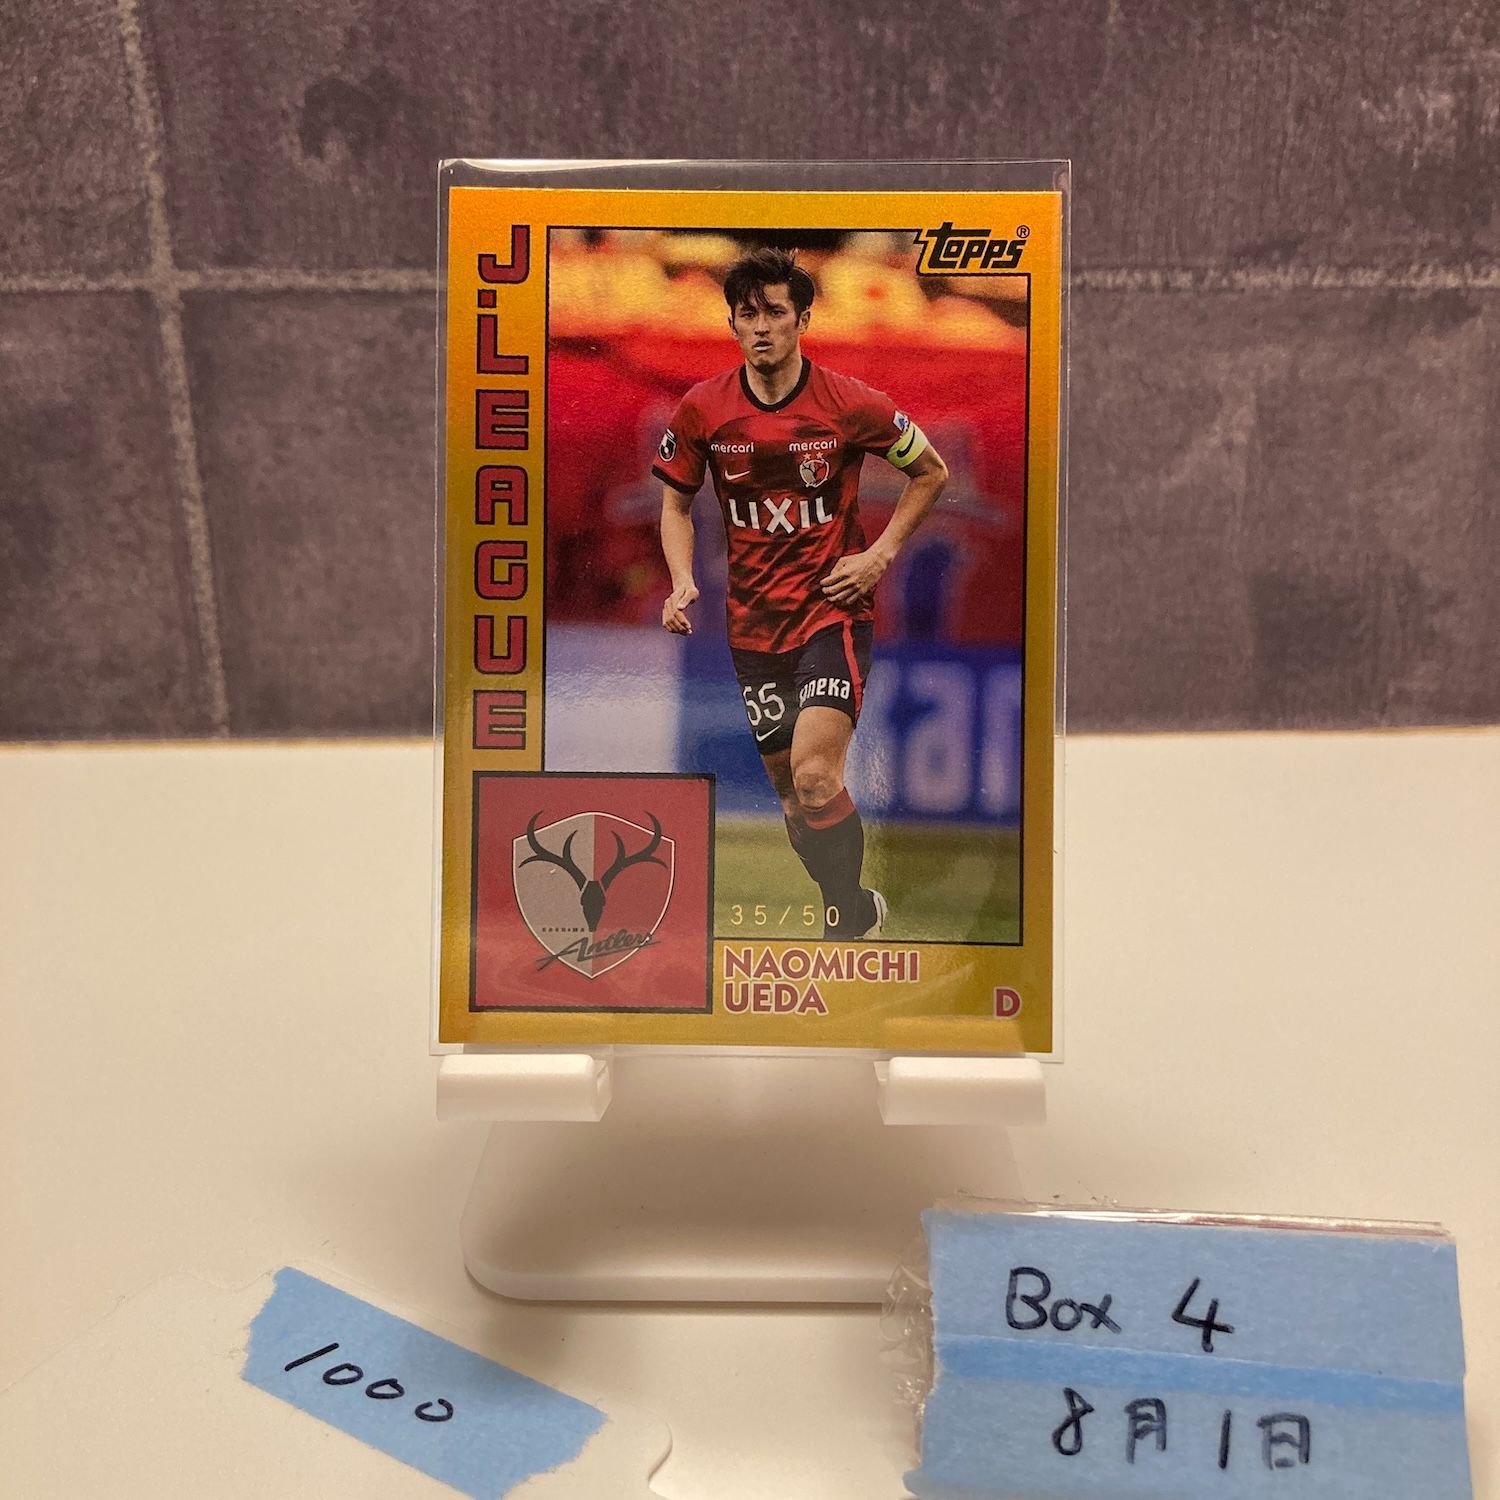 J.LEAGUE
topps®
mercari mercari
LIXIL
55
Antlers
35/50
NAOMICHI
UEDA
D
1000
Box 4
8月1日